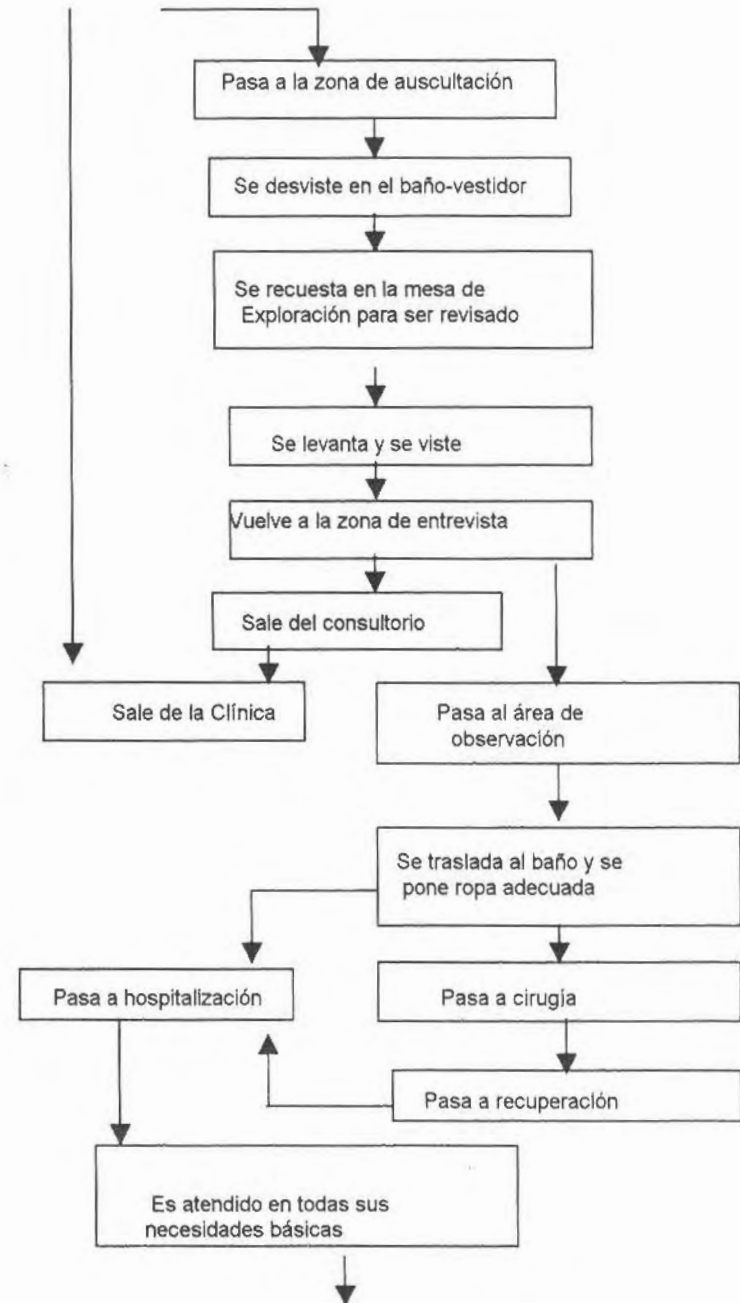 Pasa a la zona de auscultación
Se desviste en el baño-vestidor
Se recuesta en la mesa de
Exploración para ser revisado
Se levanta y se viste
Vuelve a la zona de entrevista
Sale del consultorio
Sale de la Clínica
Pasa al área de
observación
Se traslada al baño y se
pone ropa adecuada
Pasa a hospitalización
Pasa a cirugía
Pasa a recuperación
Es atendido en todas sus
necesidades básicas